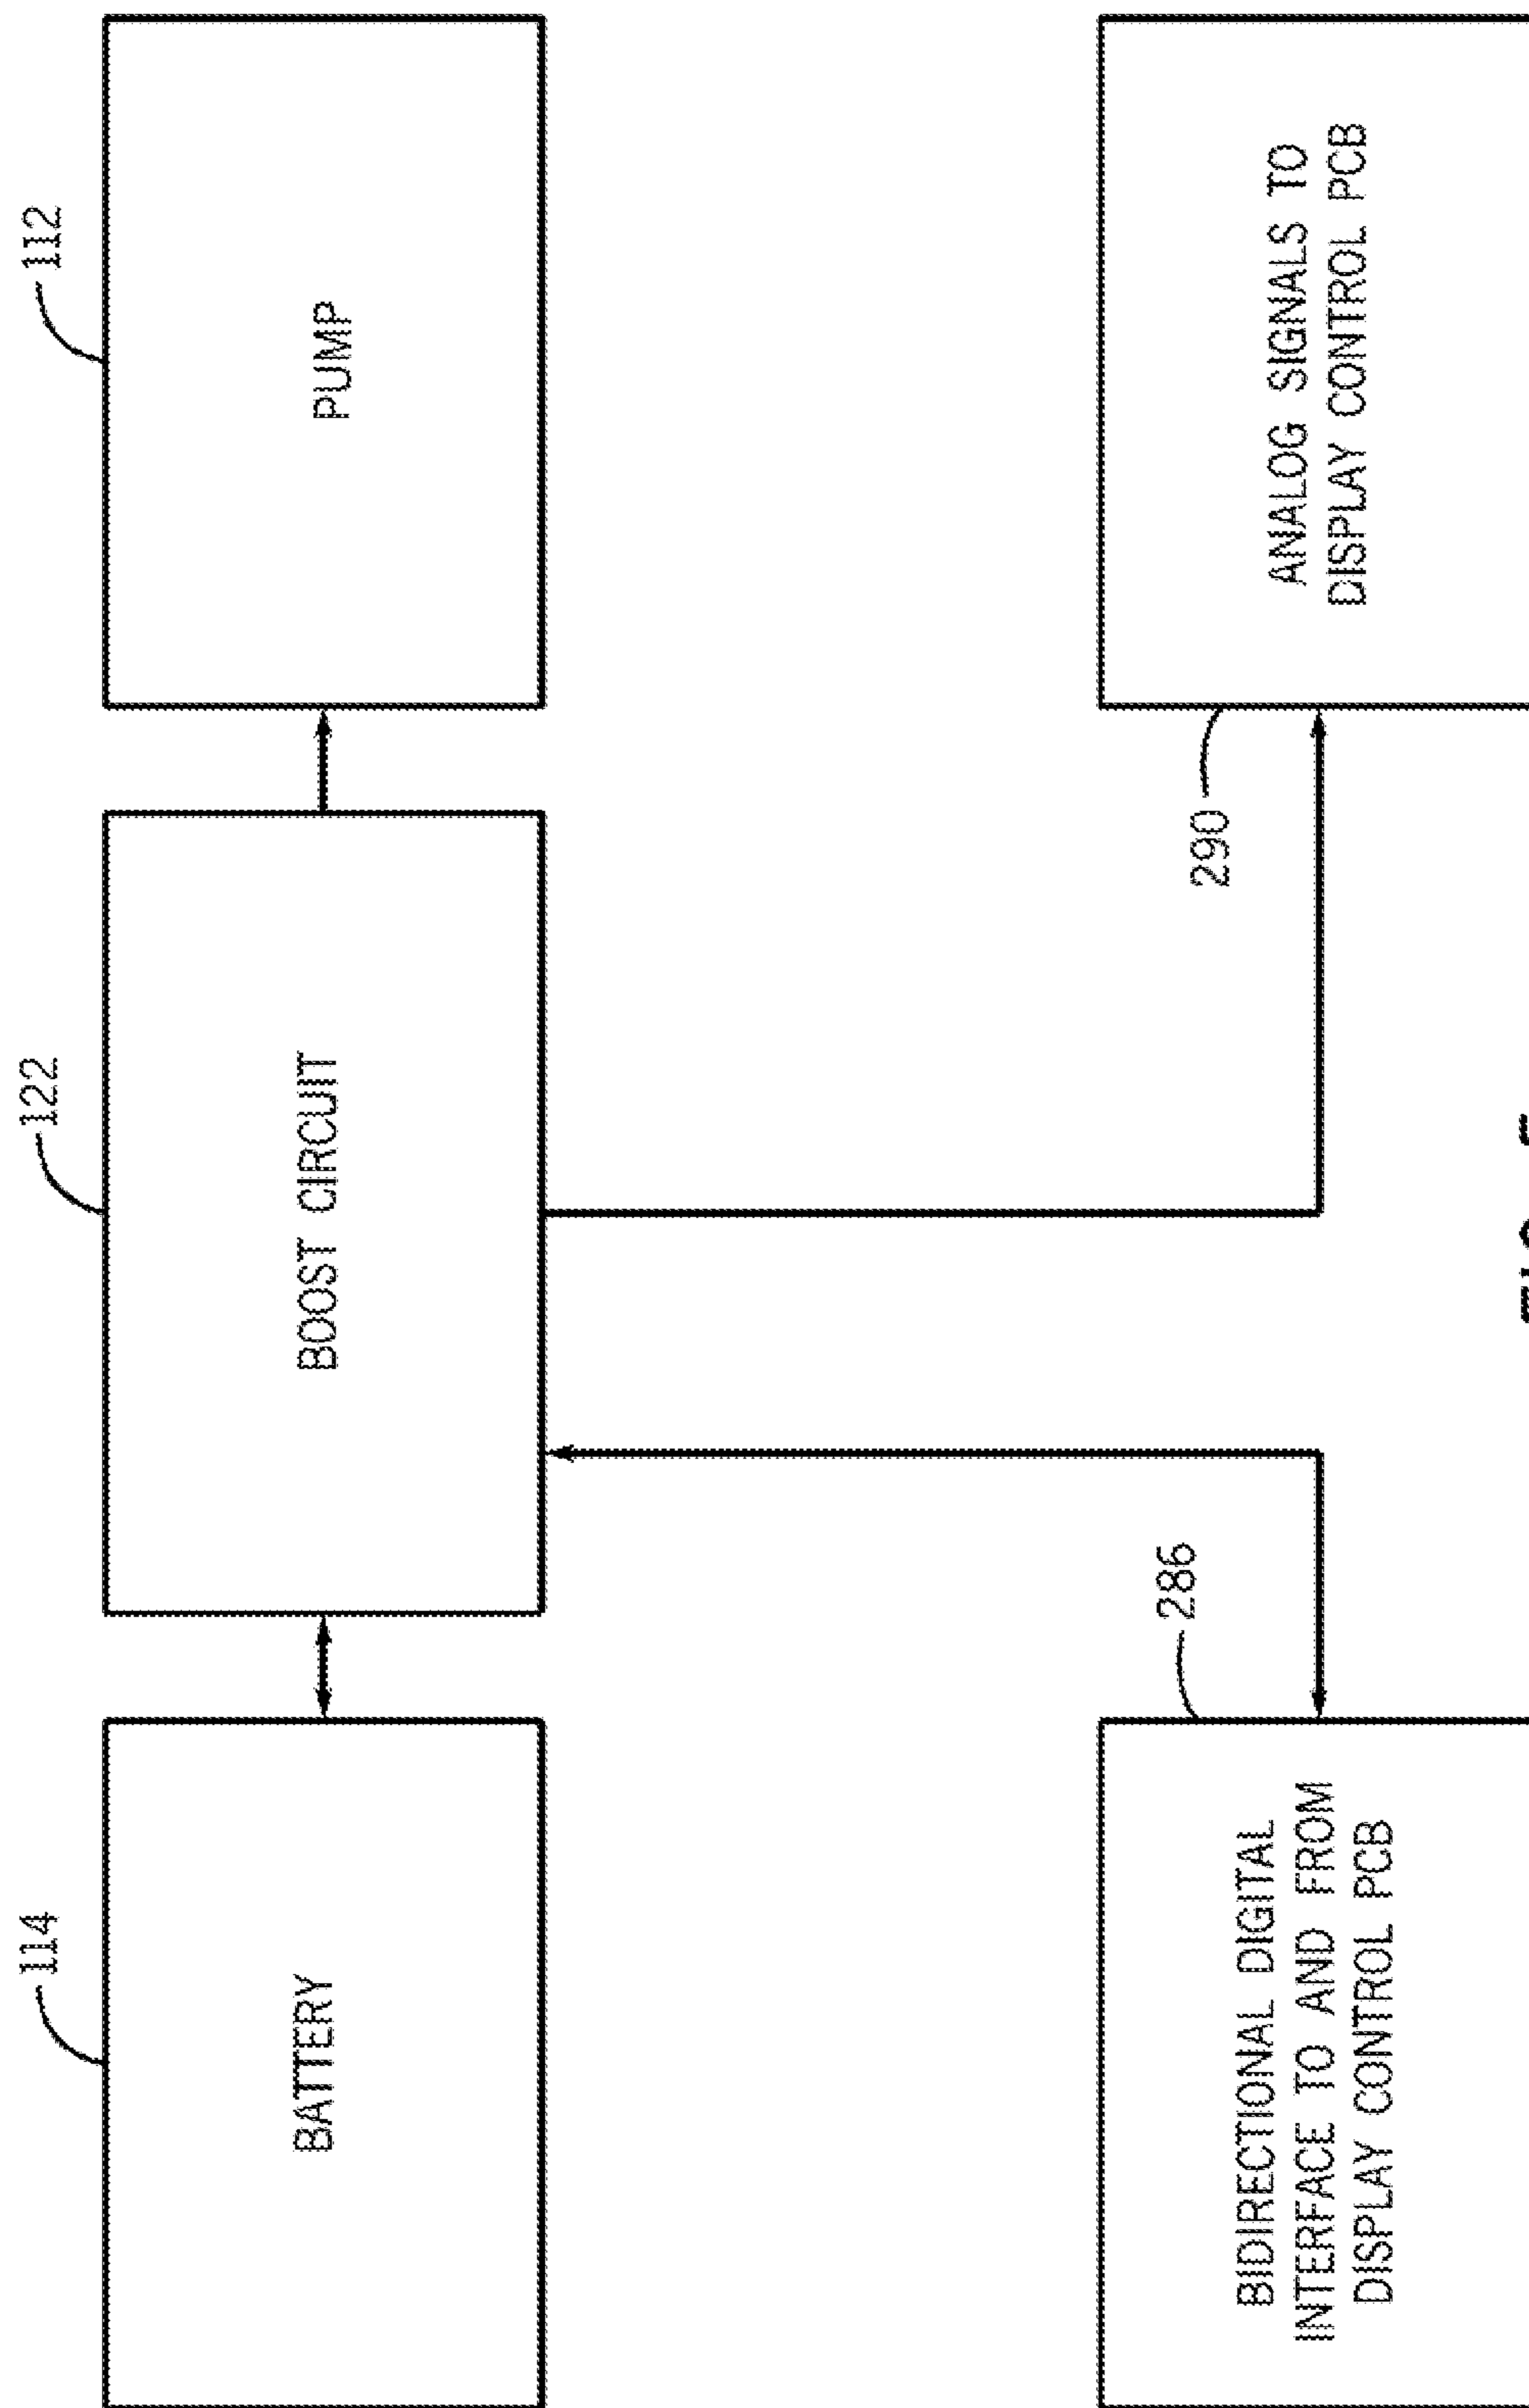 114
BATTERY
122
BOOST CIRCUIT
112
PUMP
286
BIDIRECTIONAL DIGITAL
INTERFACE TO AND FROM
DISPLAY CONTROL PCB
290
ANALOG SIGNALS TO
DISPLAY CONTROL PCB